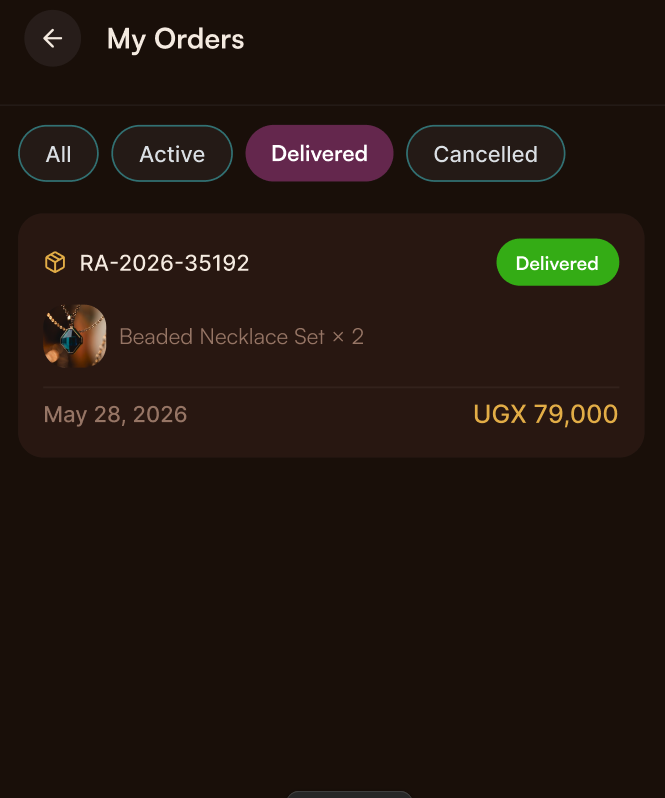 My Orders
All Active Delivered Cancelled
RA-2026-35192 Delivered
Beaded Necklace Set × 2
May 28, 2026 UGX 79,000